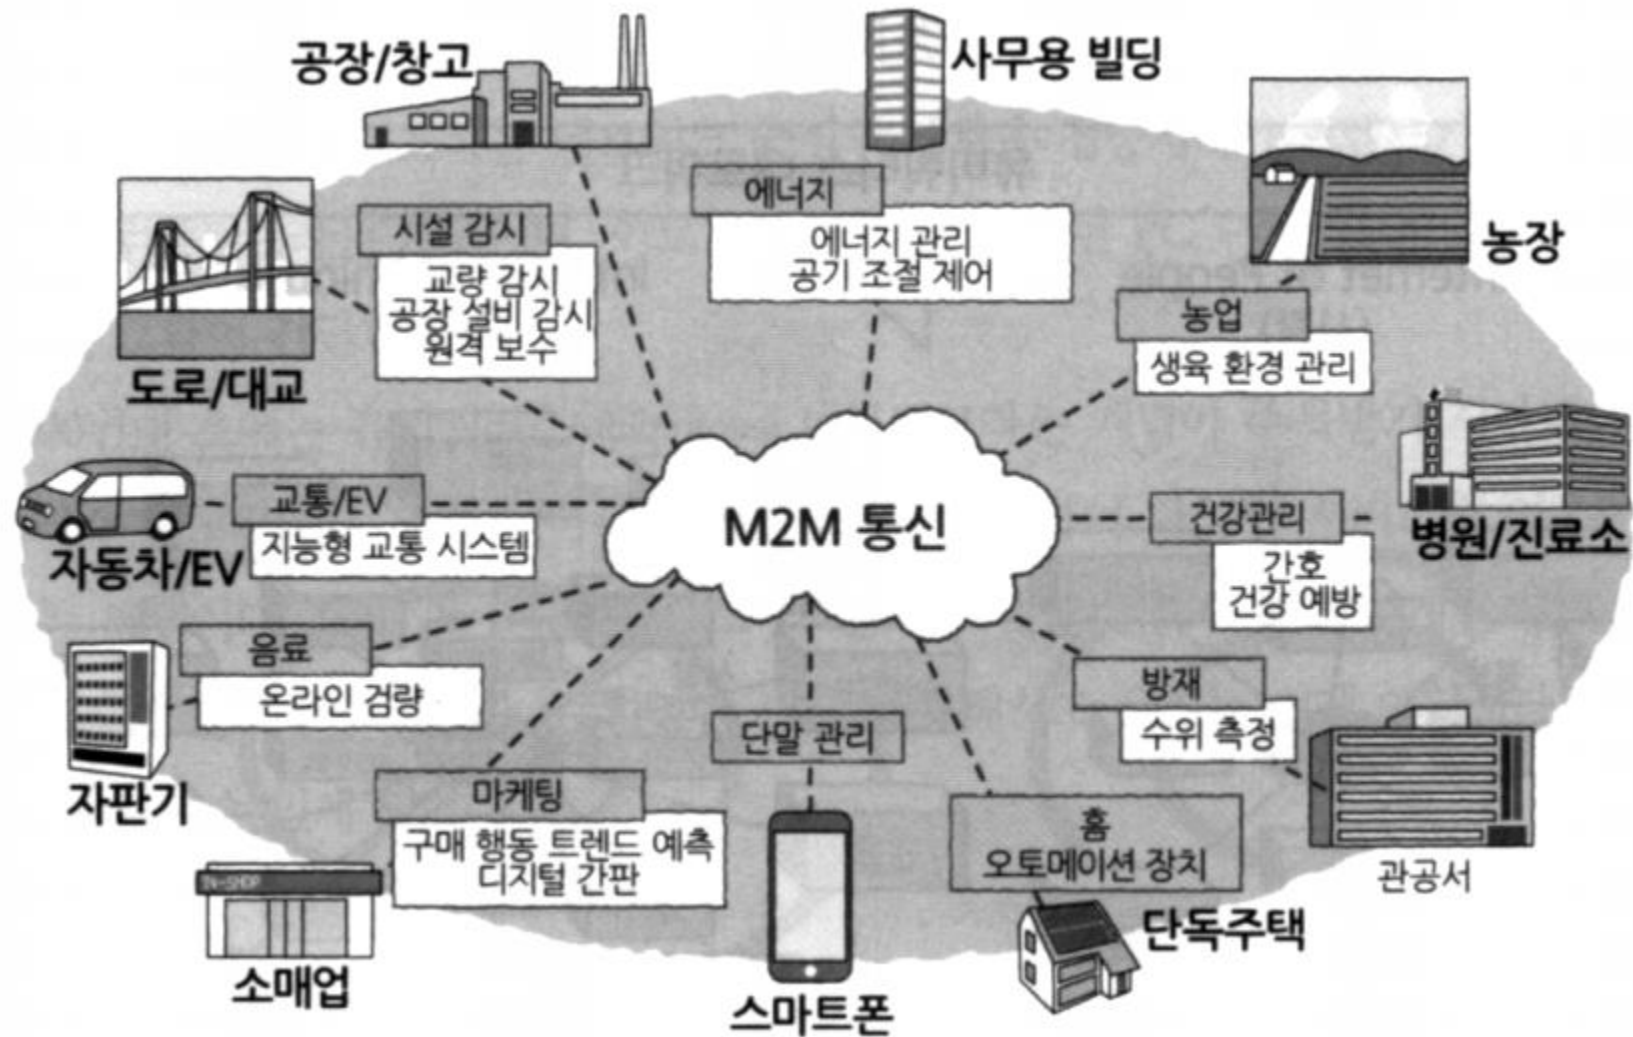 공장/창고
사무용 빌딩
에너지
에너지 관리
공기 조절 제어
시설 감시
교량 감시
공장 설비 감시
원격 보수
도로/대교
농장
농업
생육 환경 관리
교통/EV
지능형 교통 시스템
자동차/EV
M2M 통신
건강관리
간호
건강 예방
병원/진료소
음료
온라인 검량
자판기
방재
수위 측정
관공서
단말 관리
마케팅
구매 행동 트렌드 예측
디지털 간판
N-SHOP
소매업
스마트폰
홈
오토메이션 장치
단독주택